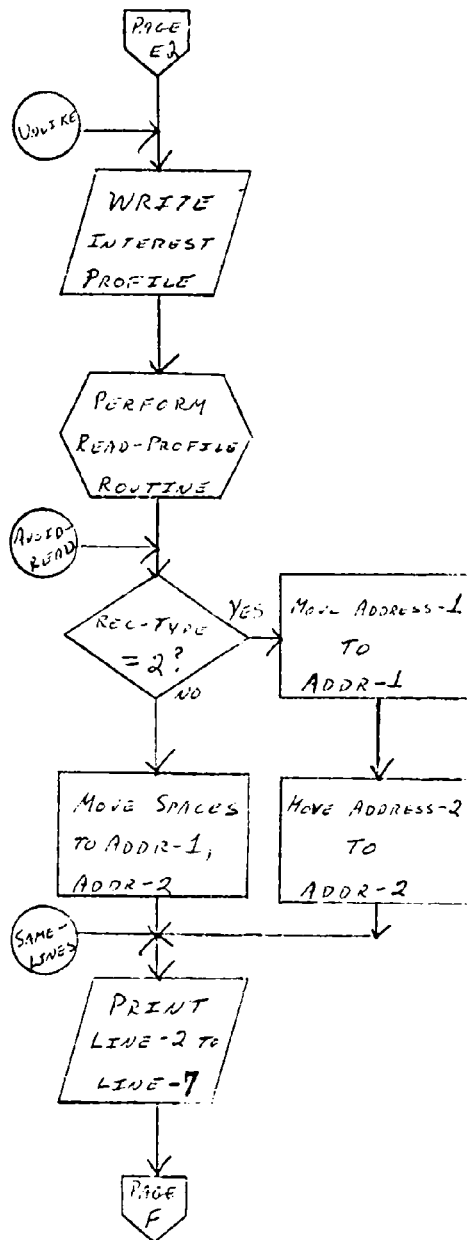 PAGE
E2
UNLIKE
WRITE
INTEREST
PROFILE
PERFORM
READ-PROFILE
ROUTINE
AVOID-
READ
REC-TYPE
= 2?
YES
NO
MOVE ADDRESS-1
TO
ADDR-1
MOVE SPACES
TO ADDR-1,
ADDR-2
MOVE ADDRESS-2
TO
ADDR-2
SAME-
LINES
PRINT
LINE-2 TO
LINE-7
PAGE
F